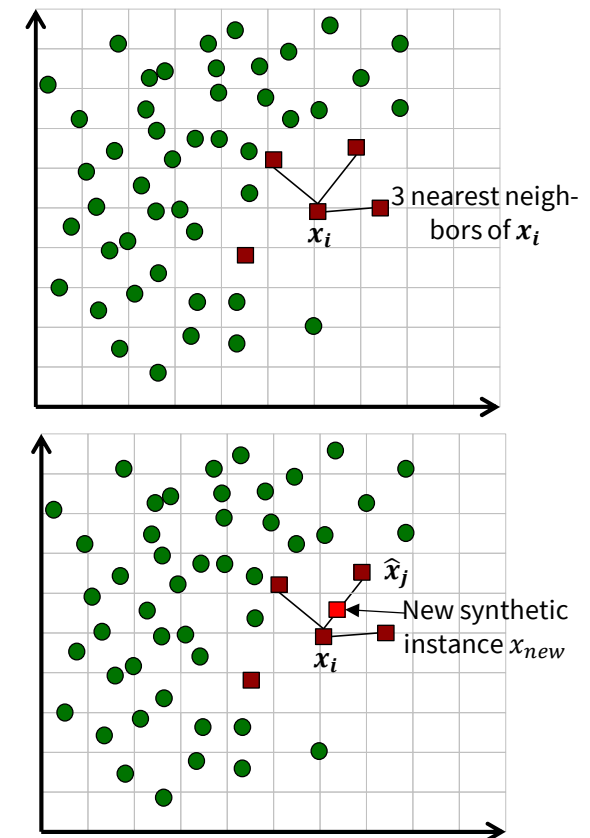 3 nearest neigh-
bors of xᵢ
xᵢ
x̂ⱼ
New synthetic
instance xₙₑw
xᵢ